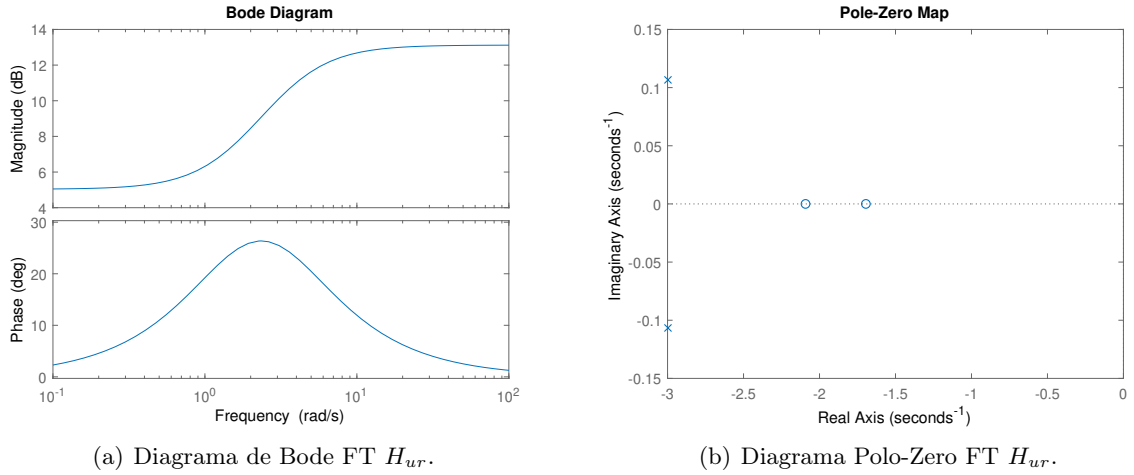 Bode Diagram
14
12
10
8
6
4
Magnitude (dB)
30
20
10
0
Phase (deg)
10^-1 10^0 10^1 10^2
Frequency (rad/s)
(a) Diagrama de Bode FT H_ur.
Pole-Zero Map
0.15
0.1
0.05
0
-0.05
-0.1
-0.15
Imaginary Axis (seconds^-1)
-3 -2.5 -2 -1.5 -1 -0.5 0
Real Axis (seconds^-1)
(b) Diagrama Polo-Zero FT H_ur.